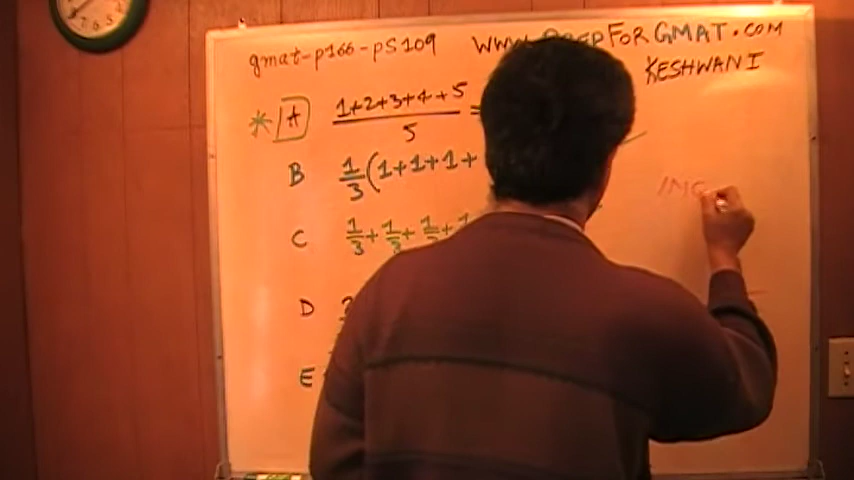 gmat-p166-pS109 WWW. PREPFORGMAT.COM
KESHWANI
* A 1+2+3+4+5 / 5 =
B 1/3 (1+1+1+
C 1/3 + 1/3 + 1/3 +
D
E